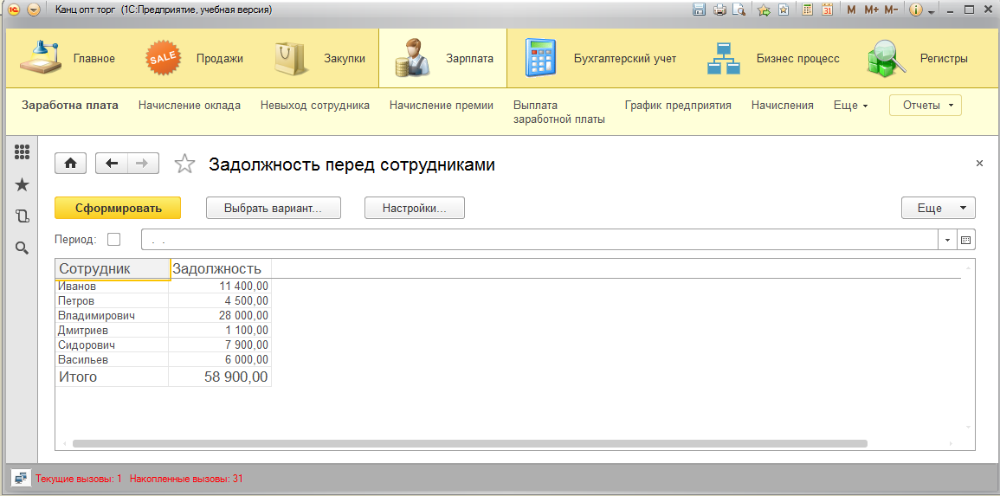 Канц опт торг (1С:Предприятие, учебная версия)
M M+ M-
Главное Продажи Закупки Зарплата Бухгалтерский учет Бизнес процесс Регистры
SALE
Заработна плата Начисление оклада Невыход сотрудника Начисление премии Выплата заработной платы График предприятия Начисления Еще Отчеты
Задолжность перед сотрудниками
Сформировать Выбрать вариант... Настройки... Еще
Период: . .
Сотрудник Задолжность
Иванов 11 400,00
Петров 4 500,00
Владимирович 28 000,00
Дмитриев 1 100,00
Сидорович 7 900,00
Васильев 6 000,00
Итого 58 900,00
Текущие вызовы: 1 Накопленные вызовы: 31